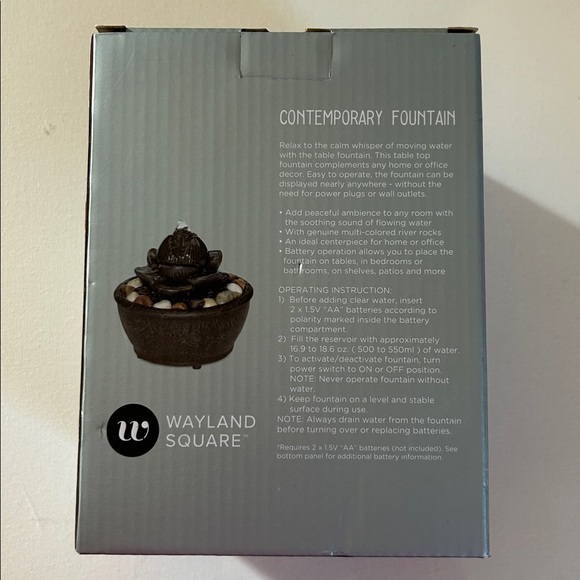 CONTEMPORARY FOUNTAIN
Relax to the calm whisper of moving water
with the table fountain. This table top
fountain complements any home or office
decor. Easy to operate, the fountain can be
displayed nearly anywhere - without the
need for power plugs or wall outlets.
• Add peaceful ambience to any room with
the soothing sound of flowing water
• With genuine multi-colored river rocks
• An ideal centerpiece for home or office
• Battery operation allows you to place the
fountain on tables, in bedrooms or
bathrooms, on shelves, patios and more
OPERATING INSTRUCTION:
1) Before adding clear water, insert
2 x 1.5V "AA" batteries according to
polarity marked inside the battery
compartment.
2) Fill the reservoir with approximately
16.9 to 18.6 oz. ( 500 to 550ml ) of water.
3) To activate/deactivate fountain, turn
power switch to ON or OFF position.
NOTE: Never operate fountain without
water.
4) Keep fountain on a level and stable
surface during use.
NOTE: Always drain water from the fountain
before turning over or replacing batteries.
*Requires 2 x 1.5V "AA" batteries (not included). See
bottom panel for additional battery information.
w
WAYLAND
SQUARE™